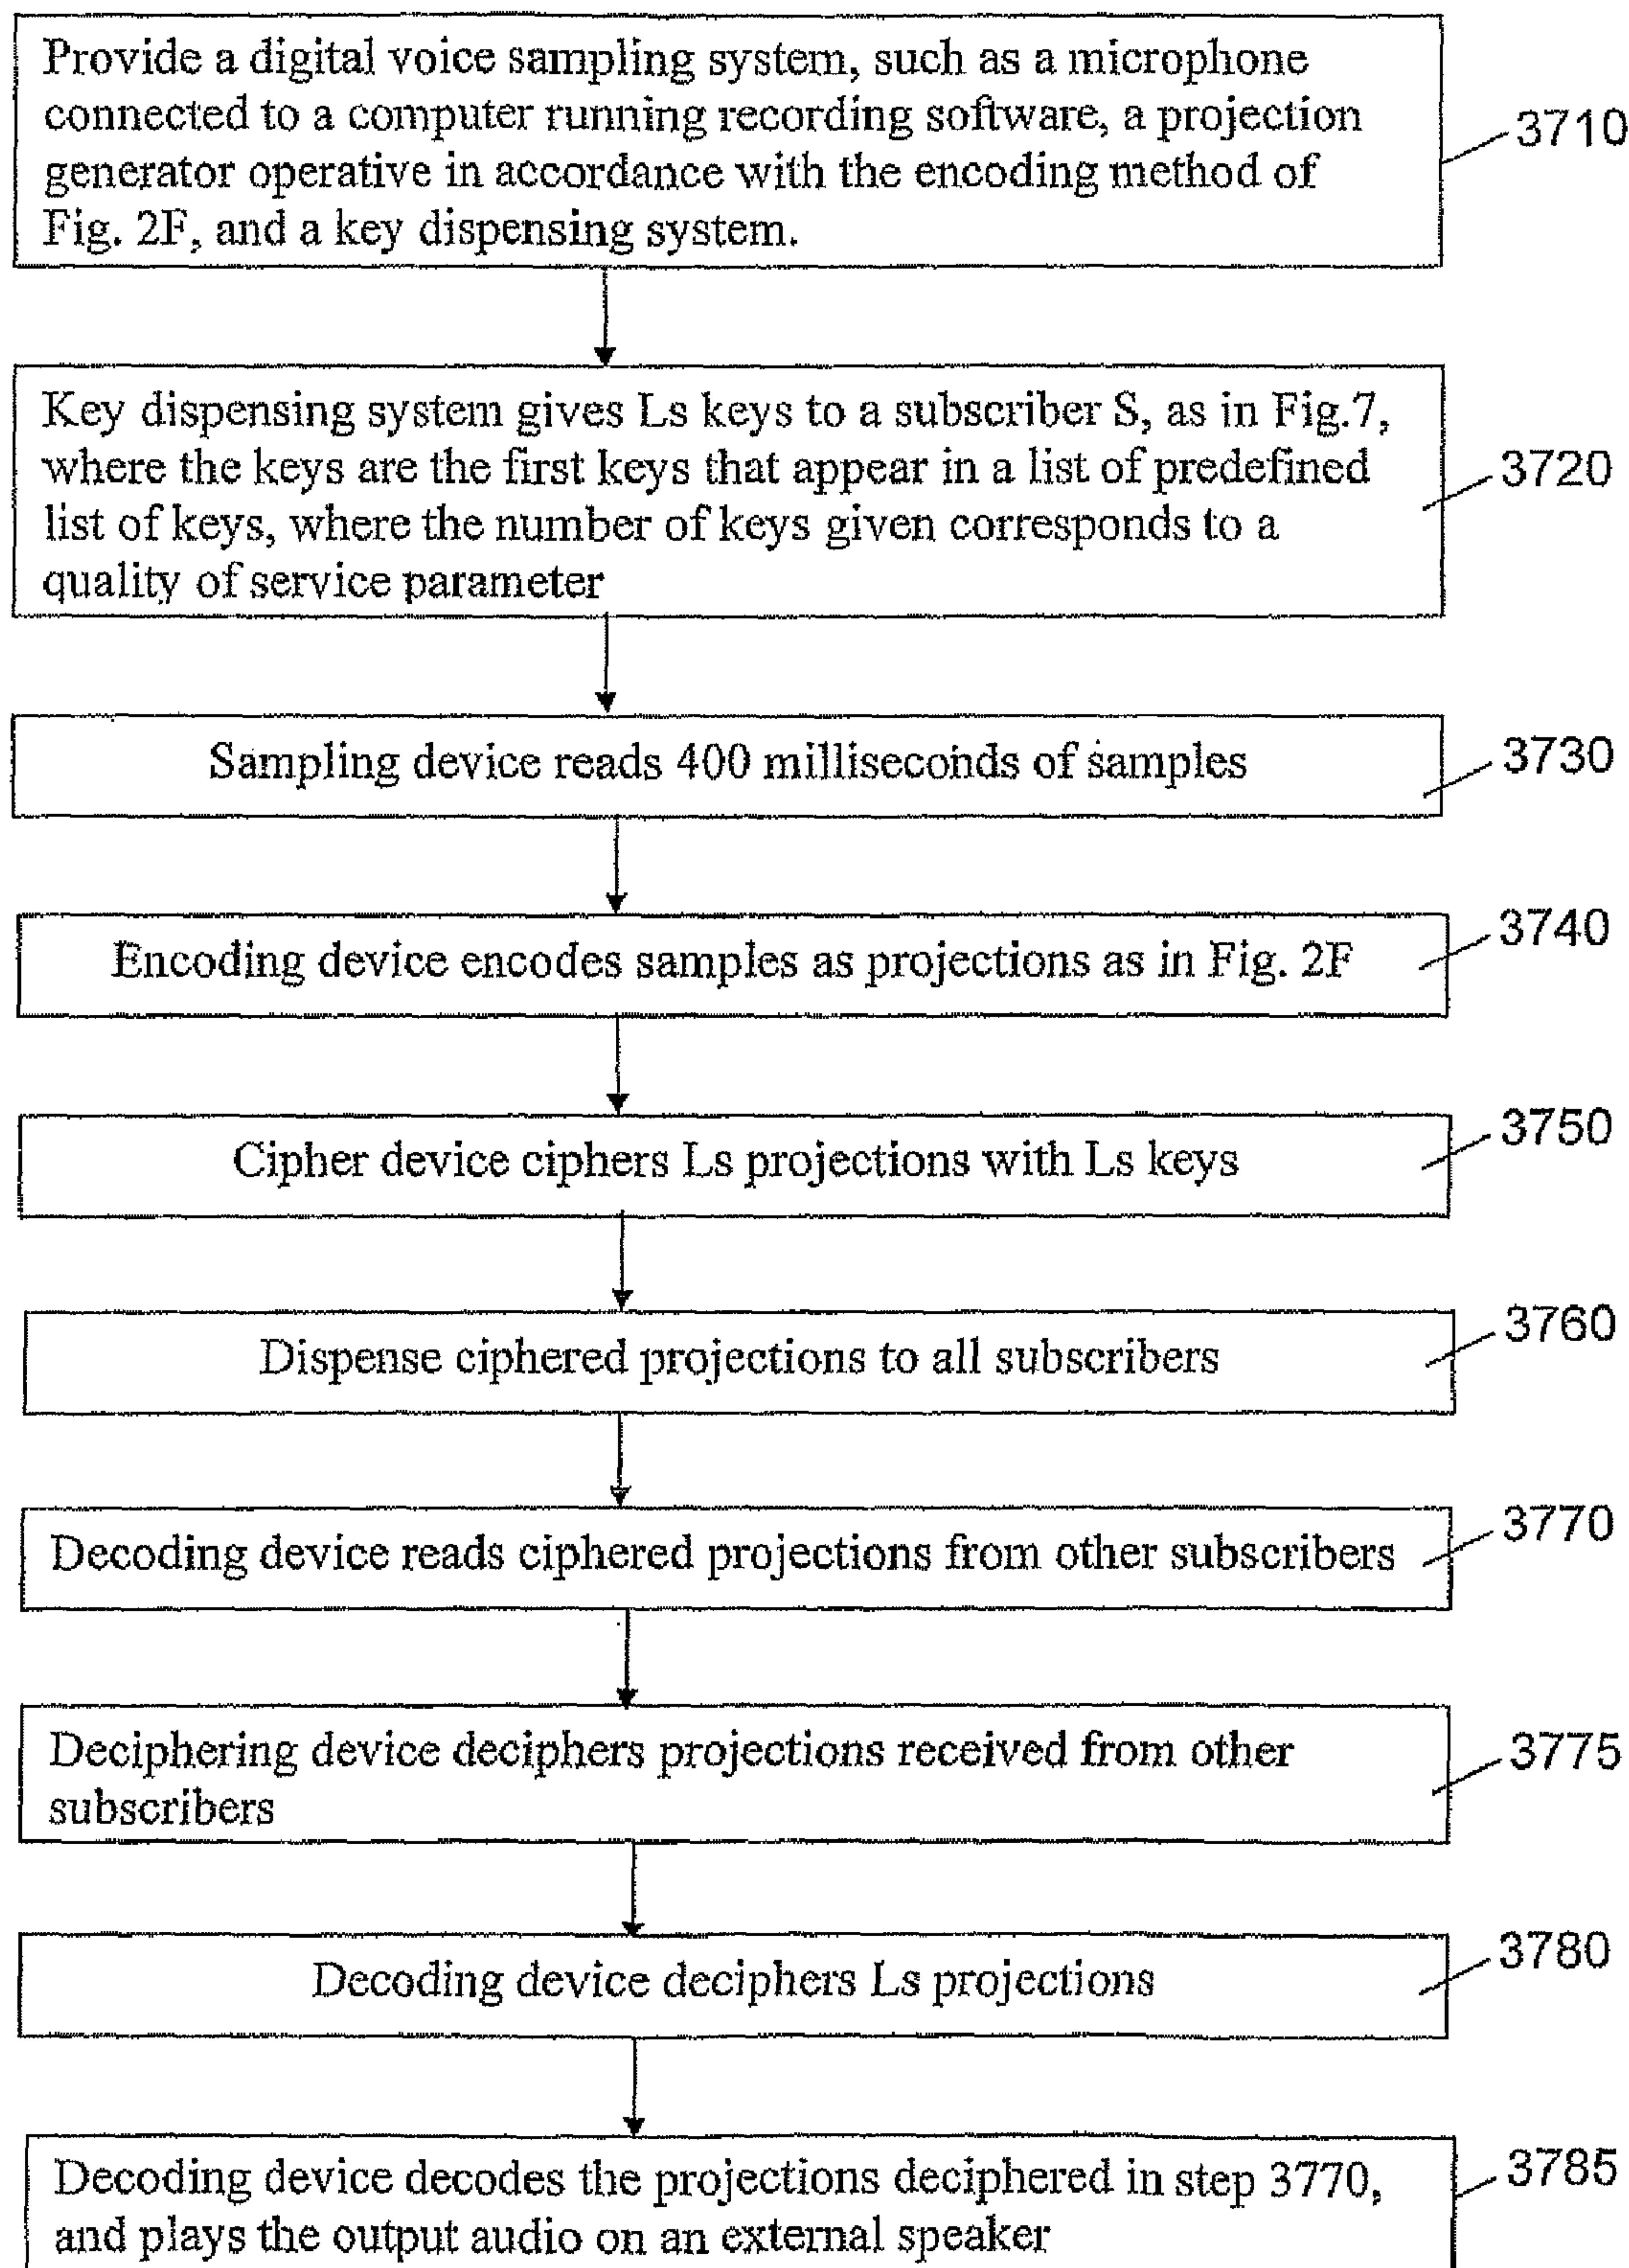 Provide a digital voice sampling system, such as a microphone
connected to a computer running recording software, a projection
generator operative in accordance with the encoding method of
Fig. 2F, and a key dispensing system.
3710
Key dispensing system gives Ls keys to a subscriber S, as in Fig.7,
where the keys are the first keys that appear in a list of predefined
list of keys, where the number of keys given corresponds to a
quality of service parameter
3720
Sampling device reads 400 milliseconds of samples
3730
Encoding device encodes samples as projections as in Fig. 2F
3740
Cipher device ciphers Ls projections with Ls keys
3750
Dispense ciphered projections to all subscribers
3760
Decoding device reads ciphered projections from other subscribers
3770
Deciphering device deciphers projections received from other
subscribers
3775
Decoding device deciphers Ls projections
3780
Decoding device decodes the projections deciphered in step 3770,
and plays the output audio on an external speaker
3785